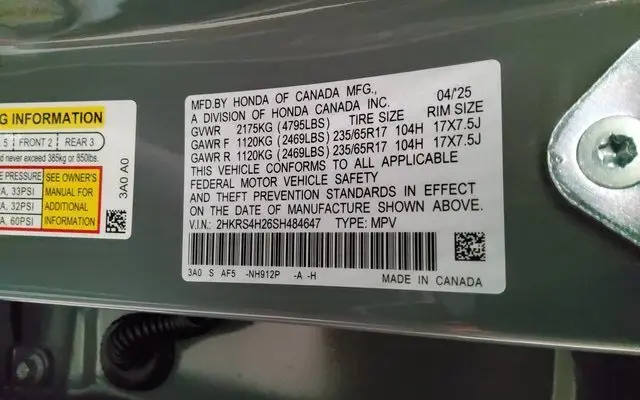 G INFORMATION
5 FRONT 2 REAR 3
d never exceed 385kg or 850lbs.
E PRESSURE
SEE OWNER'S
MANUAL FOR
ADDITIONAL
INFORMATION
A, 33PSI
A, 32PSI
A, 60PSI
3A0 A0
MFD.BY HONDA OF CANADA MFG.,
A DIVISION OF HONDA CANADA INC. 04/'25
GVWR 2175KG (4795LBS) TIRE SIZE RIM SIZE
GAWR F 1120KG (2469LBS) 235/65R17 104H 17X7.5J
GAWR R 1120KG (2469LBS) 235/65R17 104H 17X7.5J
THIS VEHICLE CONFORMS TO ALL APPLICABLE
FEDERAL MOTOR VEHICLE SAFETY
AND THEFT PREVENTION STANDARDS IN EFFECT
ON THE DATE OF MANUFACTURE SHOWN ABOVE.
V.I.N.: 2HKRS4H26SH484647 TYPE: MPV
3A0 S AF5 -NH912P -A -H
MADE IN CANADA